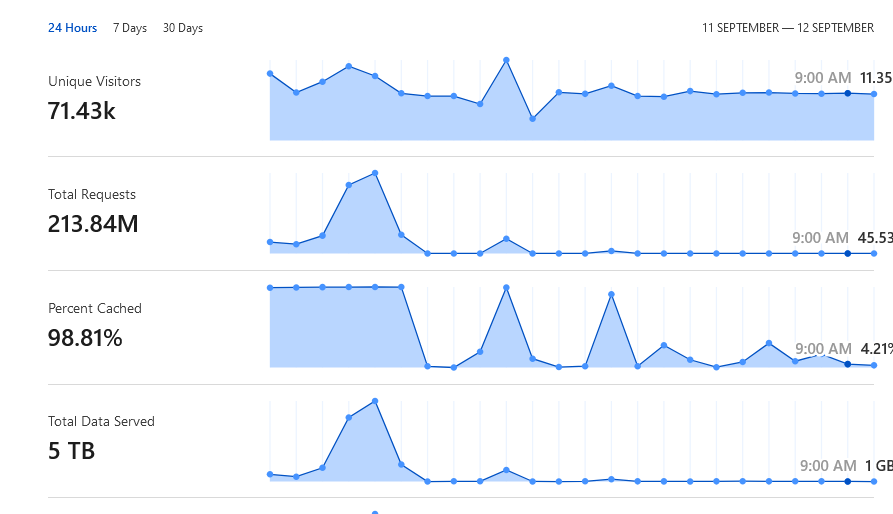 24 Hours 7 Days 30 Days
11 SEPTEMBER — 12 SEPTEMBER
Unique Visitors
71.43k
9:00 AM 11.35
Total Requests
213.84M
9:00 AM 45.53
Percent Cached
98.81%
9:00 AM 4.21%
Total Data Served
5 TB
9:00 AM 1 GB